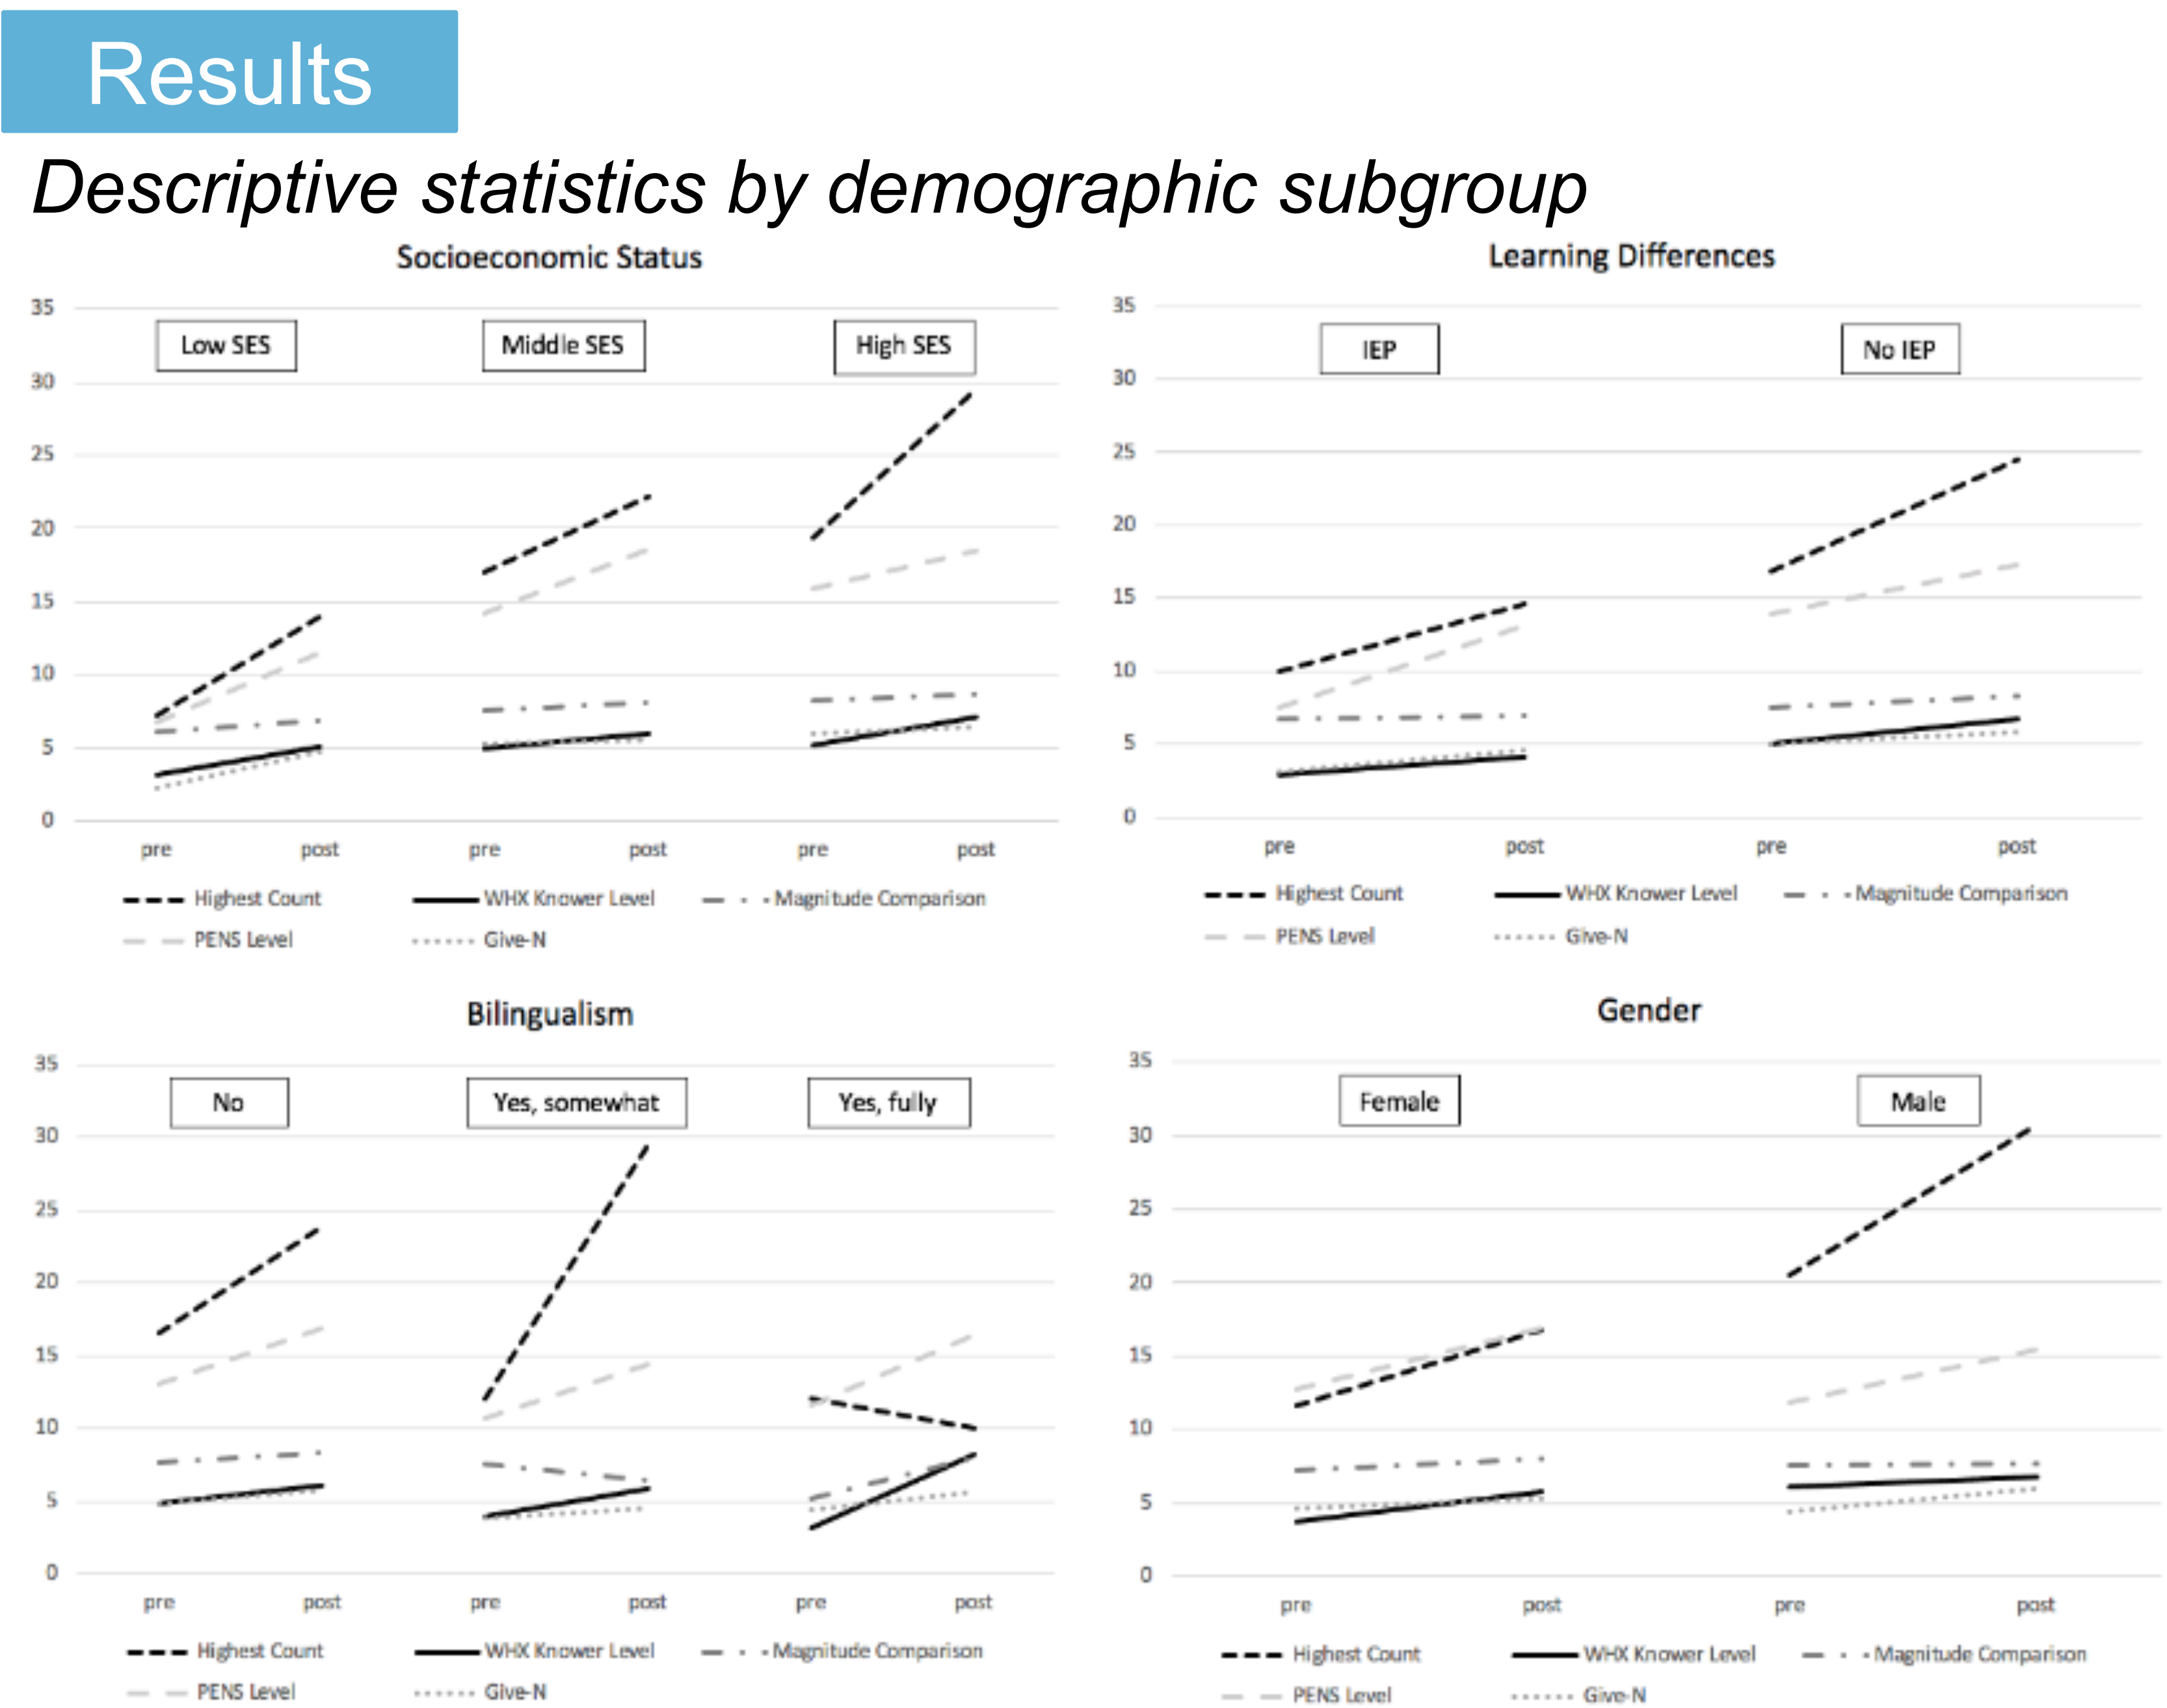 Results
Descriptive statistics by demographic subgroup
Socioeconomic Status
35
30
25
20
15
10
5
0
Low SES
Middle SES
High SES
pre
post
pre
post
pre
post
Highest Count
WHX Knower Level
Magnitude Comparison
PENS Level
Give-N
Learning Differences
35
30
25
20
15
10
5
0
IEP
No IEP
pre
post
pre
post
Highest Count
WHX Knower Level
Magnitude Comparison
PENS Level
Give-N
Bilingualism
35
30
25
20
15
10
5
0
No
Yes, somewhat
Yes, fully
pre
post
pre
post
pre
post
Highest Count
WHX Knower Level
Magnitude Comparison
PENS Level
Give-N
Gender
35
30
25
20
15
10
5
0
Female
Male
pre
post
pre
post
Highest Count
WHX Knower Level
Magnitude Comparison
PENS Level
Give-N